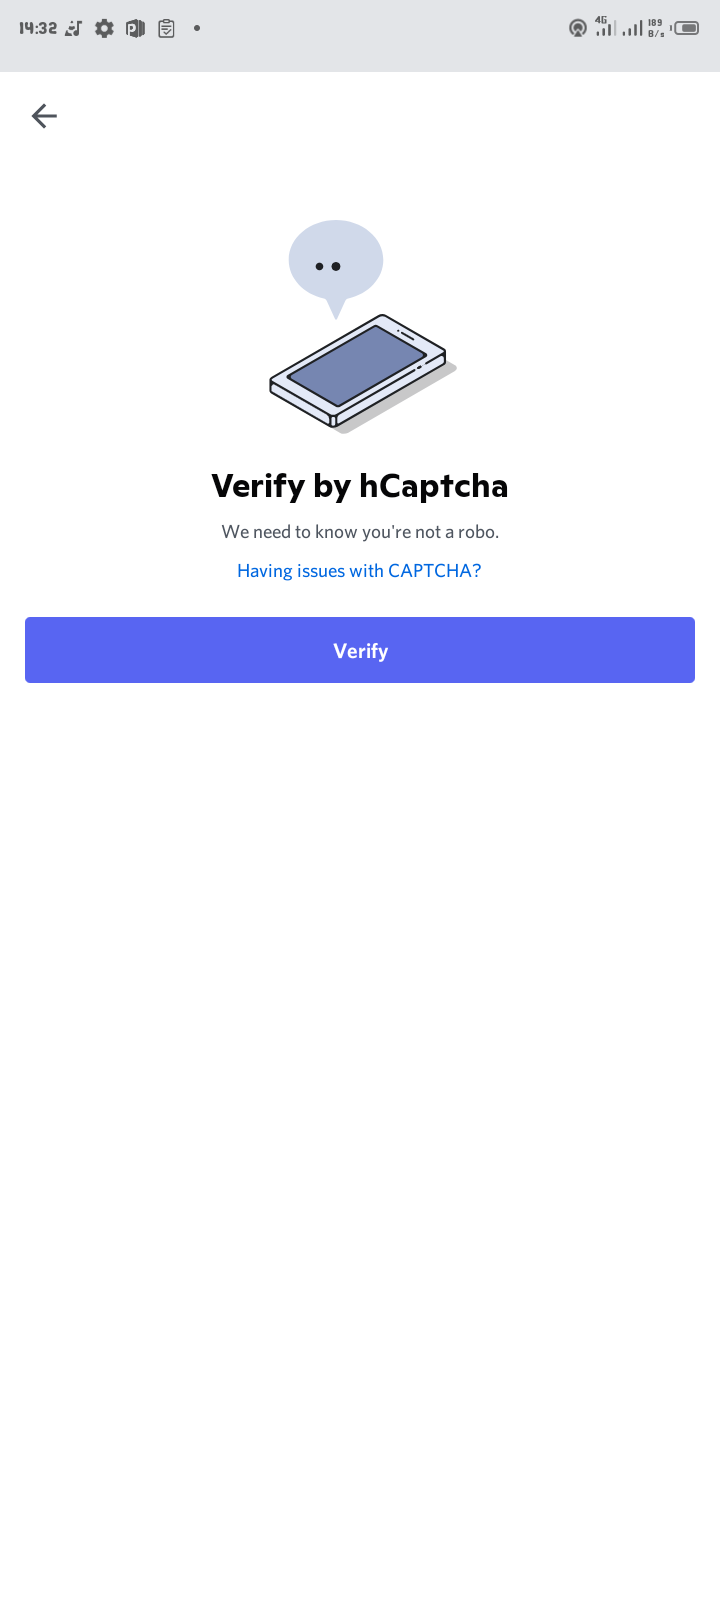 14:32
4G
189
B/s
Verify by hCaptcha
We need to know you're not a robo.
Having issues with CAPTCHA?
Verify